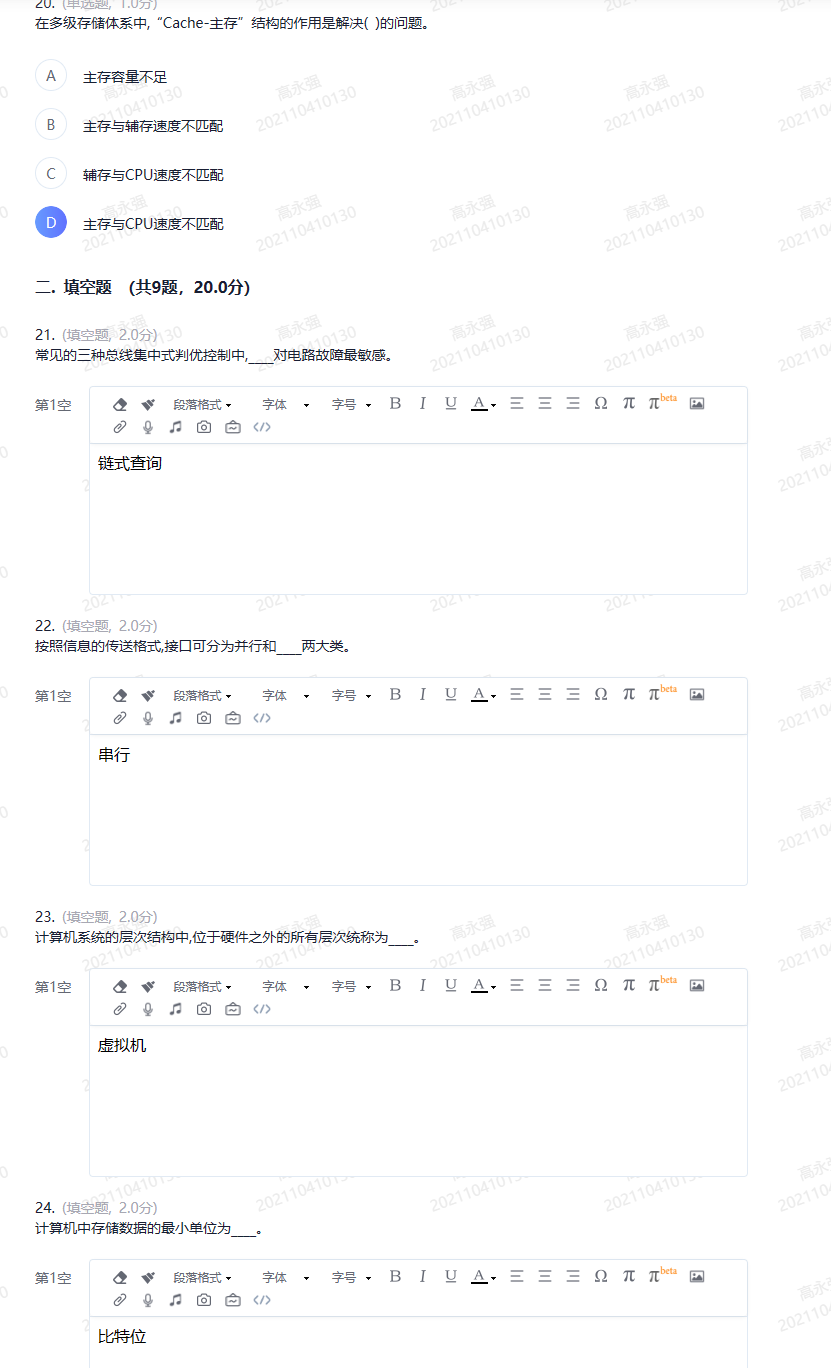 20. (单选题, 1.0分)
在多级存储体系中, “Cache-主存” 结构的作用是解决( )的问题。
A 主存容量不足
B 主存与辅存速度不匹配
C 辅存与CPU速度不匹配
D 主存与CPU速度不匹配
二. 填空题 (共9题, 20.0分)
21. (填空题, 2.0分)
常见的三种总线集中式判优控制中,____对电路故障最敏感。
第1空
段落格式 字体 字号 B I U A Ω π π beta
链式查询
22. (填空题, 2.0分)
按照信息的传送格式,接口可分为并行和____两大类。
第1空
段落格式 字体 字号 B I U A Ω π π beta
串行
23. (填空题, 2.0分)
计算机系统的层次结构中,位于硬件之外的所有层次统称为____。
第1空
段落格式 字体 字号 B I U A Ω π π beta
虚拟机
24. (填空题, 2.0分)
计算机中存储数据的最小单位为____。
第1空
段落格式 字体 字号 B I U A Ω π π beta
比特位
高永强
202110410130